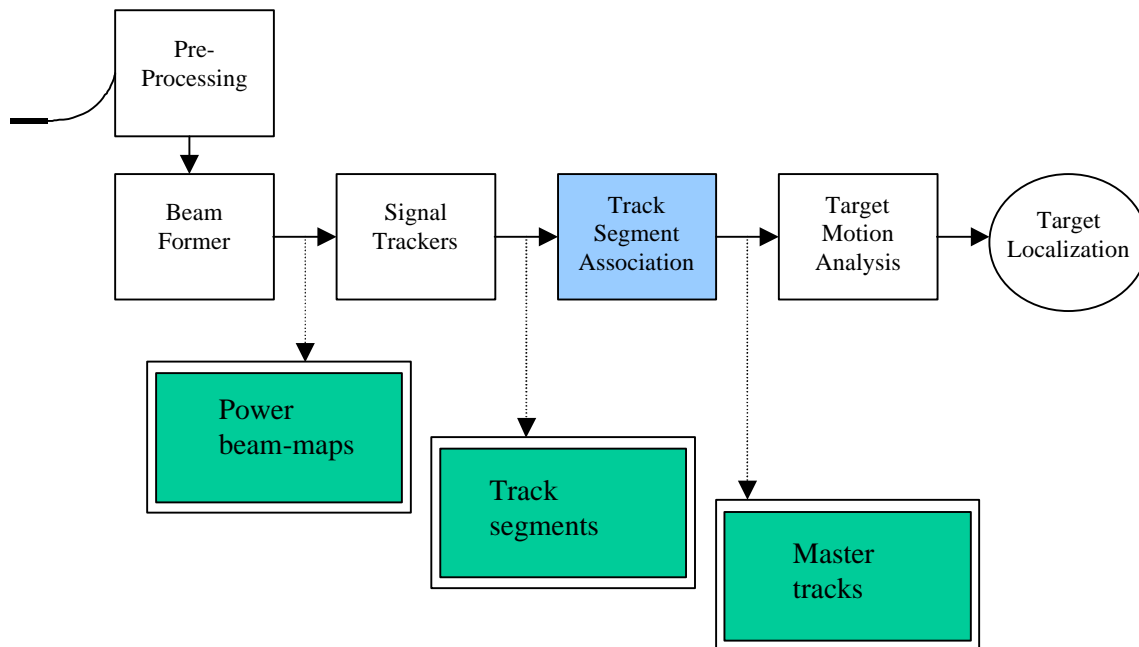 Pre-
Processing
Beam
Former
Signal
Trackers
Track
Segment
Association
Target
Motion
Analysis
Target
Localization
Power
beam-maps
Track
segments
Master
tracks